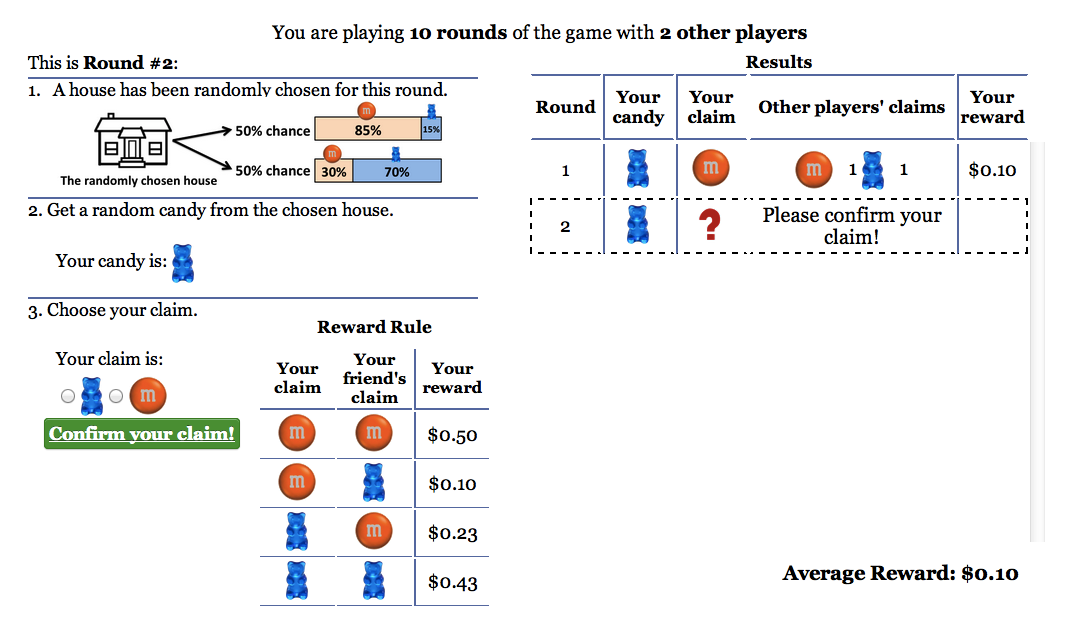 You are playing 10 rounds of the game with 2 other players
This is Round #2:
1. A house has been randomly chosen for this round.
m
50% chance 85% 15%
m
50% chance 30% 70%
The randomly chosen house
2. Get a random candy from the chosen house.
Your candy is:
3. Choose your claim.
Your claim is:
m
Confirm your claim!
Reward Rule
Your claim Your friend's claim Your reward
m m $0.50
m $0.10
m $0.23
$0.43
Results
Round Your candy Your claim Other players' claims Your reward
1 m m 1 1 $0.10
2 ? Please confirm your
claim!
Average Reward: $0.10